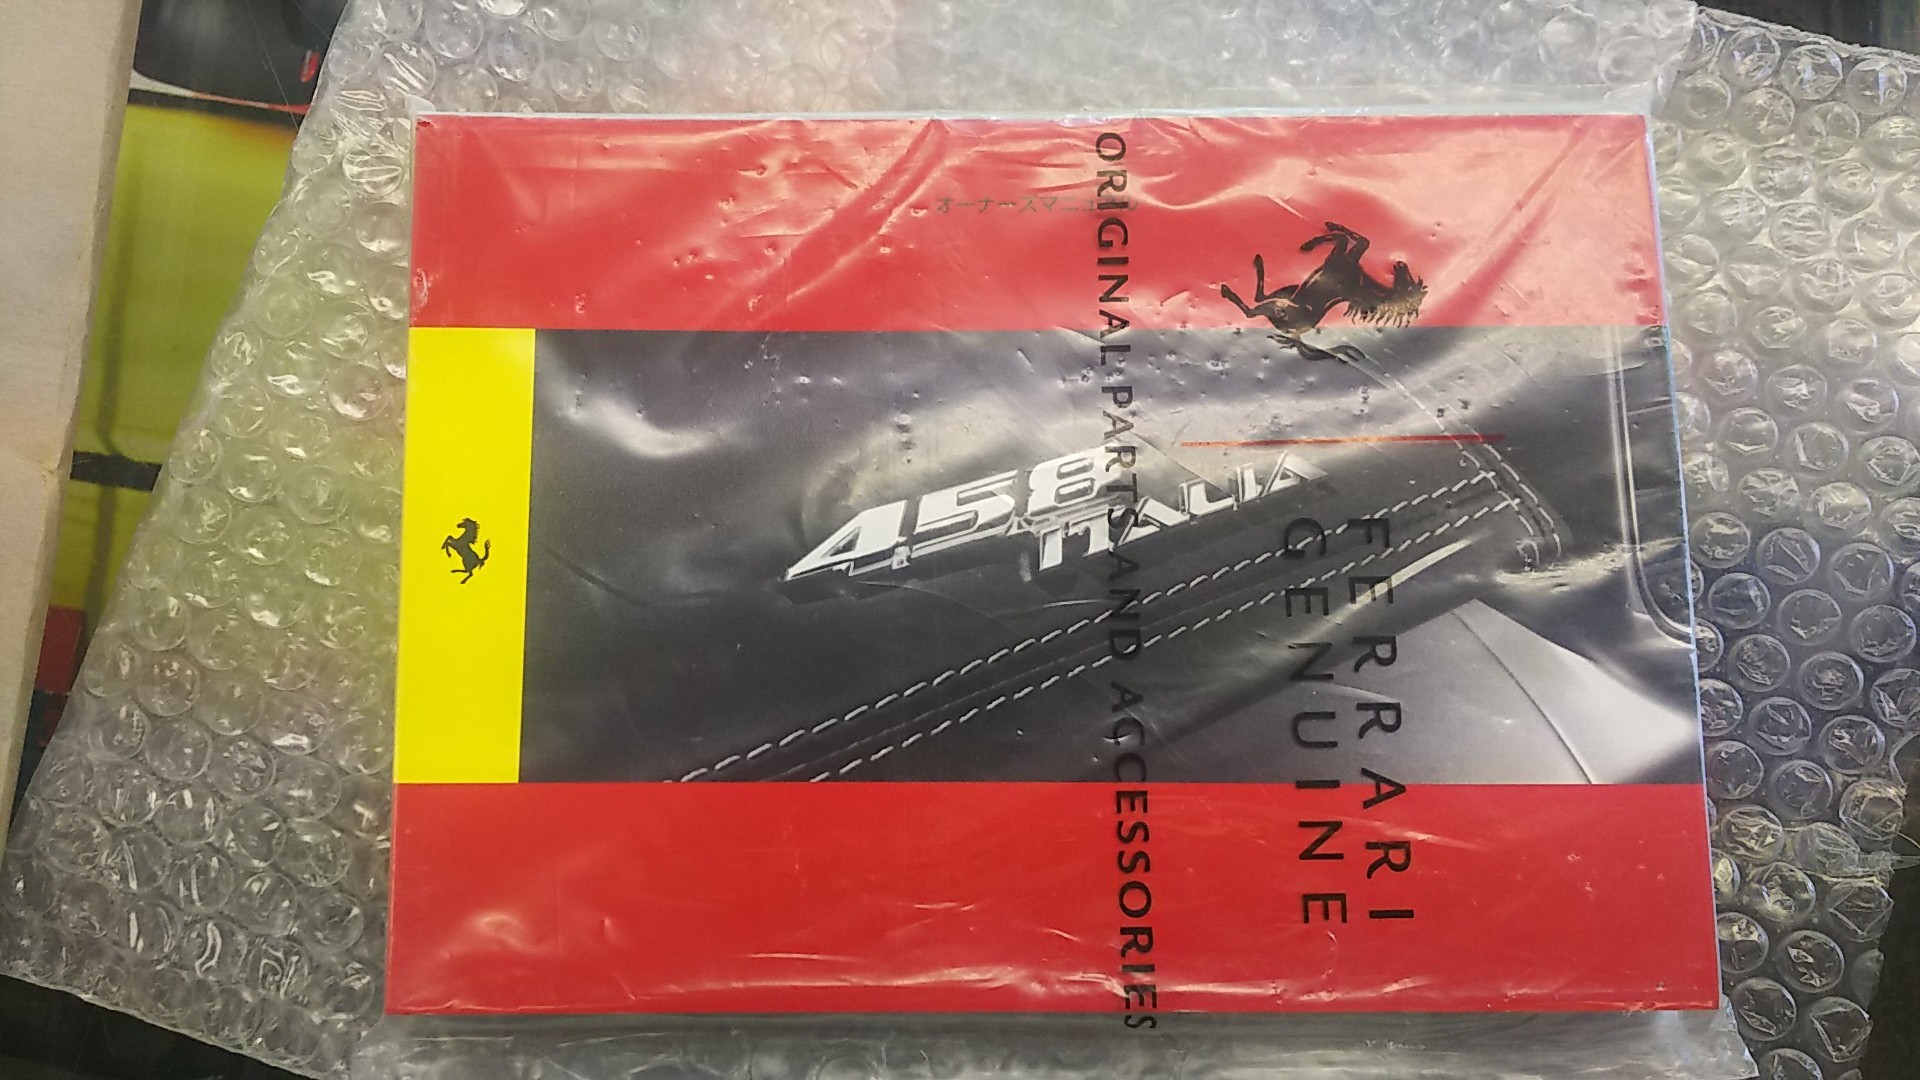 オーナーズマニュアル
458
ITALIA
FERRARI
GENUINE
ORIGINAL PARTS AND ACCESSORIES